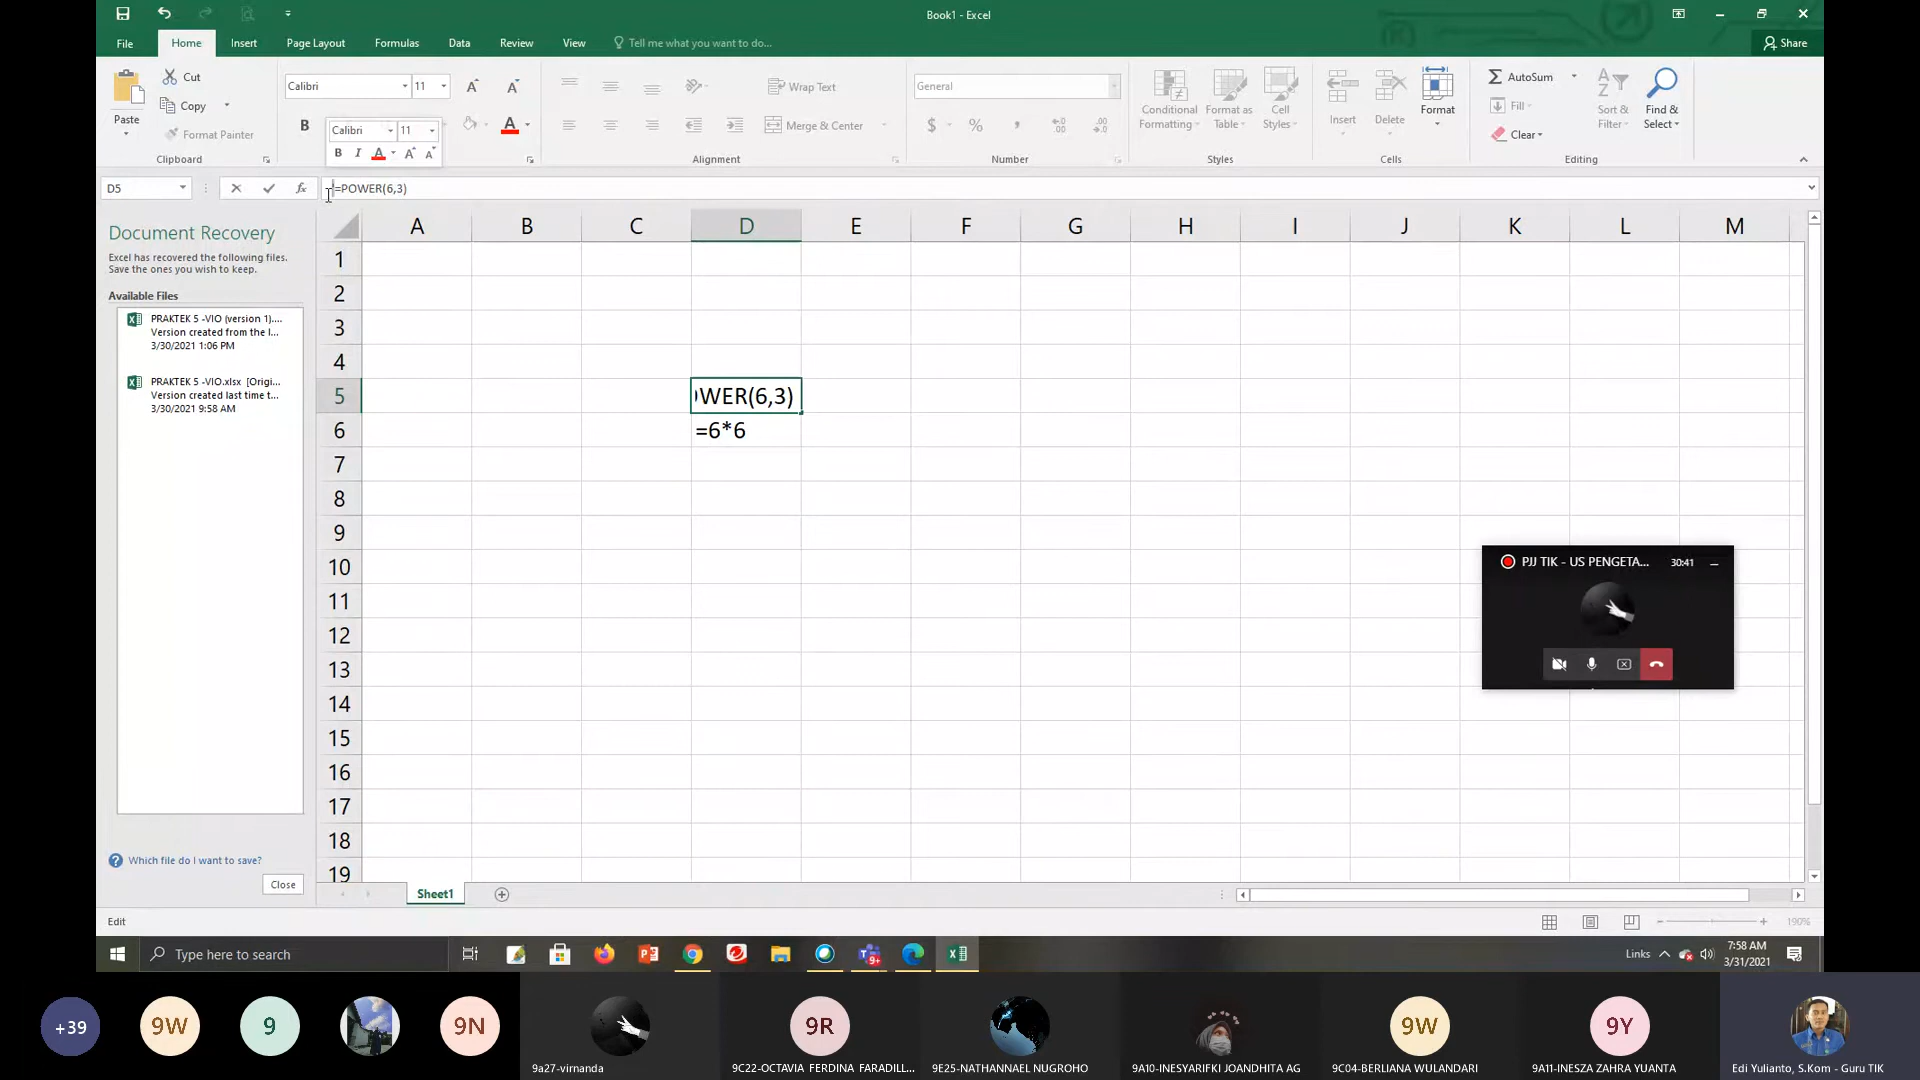 Book1 - Excel
File
Home
Insert
Page Layout
Formulas
Data
Review
View
Tell me what you want to do...
Share
Paste
Cut
Copy
Format Painter
Clipboard
Calibri
11
B
Calibri
11
B I A
Alignment
Wrap Text
Merge & Center
General
$ % ,
Number
Conditional
Formatting
Format as
Table
Cell
Styles
Styles
Insert
Delete
Format
Cells
AutoSum
Fill
Clear
Sort &
Filter
Find &
Select
Editing
D5
fx
=POWER(6,3)
Document Recovery
Excel has recovered the following files.
Save the ones you wish to keep.
Available Files
PRAKTEK 5 -VIO (version 1)....
Version created from the l...
3/30/2021 1:06 PM
PRAKTEK 5 -VIO.xlsx [Origi...
Version created last time t...
3/30/2021 9:58 AM
Which file do I want to save?
Close
A B C D E F G H I J K L M
1
2
3
4
5
OWER(6,3)
6
=6*6
7
8
9
10
11
12
13
14
15
16
17
18
19
PJJ TIK - US PENGETA...
30:41
Sheet1
Edit
190%
Type here to search
9+
Links
7:58 AM
3/31/2021
+39
9W
9
9N
9R
9W
9Y
9a27-virnanda
9C22-OCTAVIA FERDINA FARADILL...
9E25-NATHANNAEL NUGROHO
9A10-INESYARIFKI JOANDHITA AG
9C04-BERLIANA WULANDARI
9A11-INESZA ZAHRA YUANTA
Edi Yulianto, S.Kom - Guru TIK